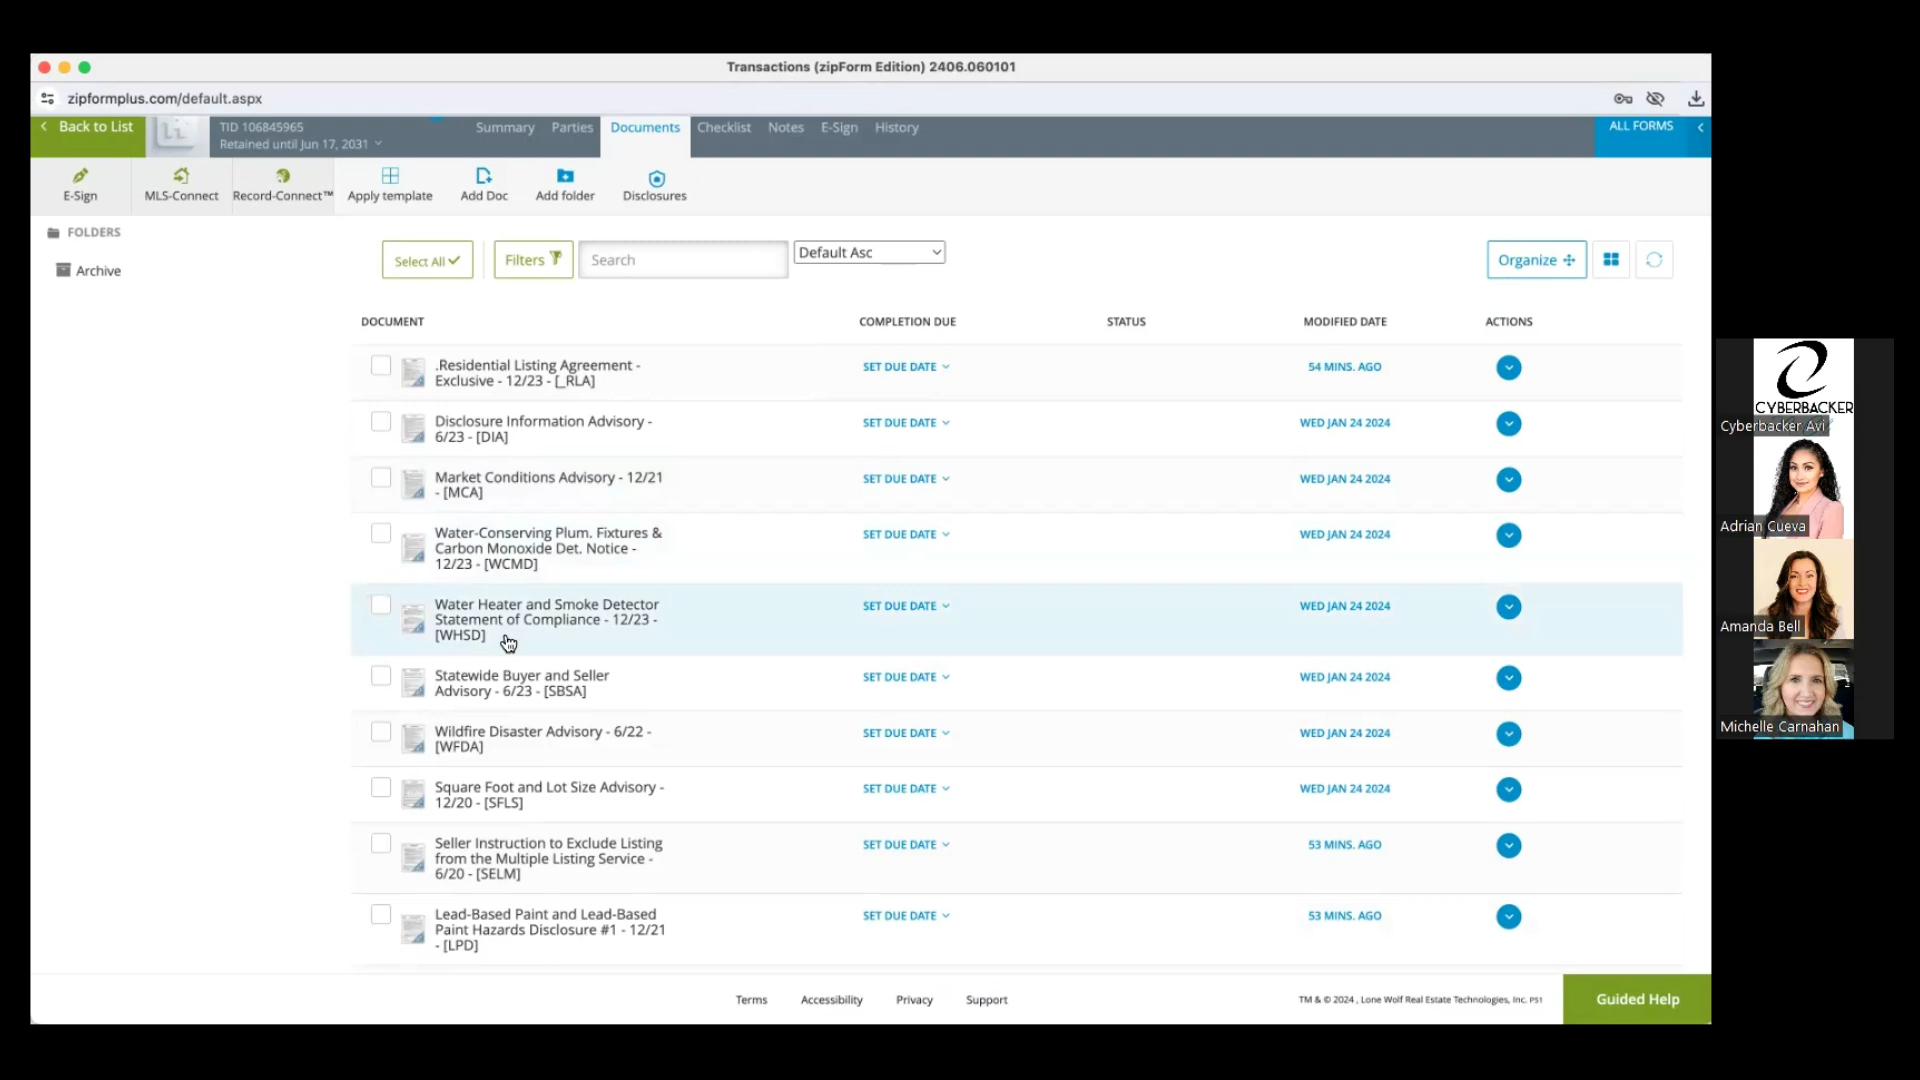 Transactions (zipForm Edition) 2406.060101
zipformplus.com/default.aspx
Back to List
TID 106845965
Retained until Jun 17, 2031
Summary
Parties
Documents
Checklist
Notes
E-Sign
History
ALL FORMS
E-Sign
MLS-Connect
Record-Connect™
Apply template
Add Doc
Add folder
Disclosures
FOLDERS
Archive
Select All
Filters
Search
Default Asc
Organize
DOCUMENT
COMPLETION DUE
STATUS
MODIFIED DATE
ACTIONS
.Residential Listing Agreement -
Exclusive - 12/23 - [_RLA]
SET DUE DATE
54 MINS. AGO
Disclosure Information Advisory -
6/23 - [DIA]
SET DUE DATE
WED JAN 24 2024
Market Conditions Advisory - 12/21
- [MCA]
SET DUE DATE
WED JAN 24 2024
Water-Conserving Plum. Fixtures &
Carbon Monoxide Det. Notice -
12/23 - [WCMD]
SET DUE DATE
WED JAN 24 2024
Water Heater and Smoke Detector
Statement of Compliance - 12/23 -
[WHSD]
SET DUE DATE
WED JAN 24 2024
Statewide Buyer and Seller
Advisory - 6/23 - [SBSA]
SET DUE DATE
WED JAN 24 2024
Wildfire Disaster Advisory - 6/22 -
[WFDA]
SET DUE DATE
WED JAN 24 2024
Square Foot and Lot Size Advisory -
12/20 - [SFLS]
SET DUE DATE
WED JAN 24 2024
Seller Instruction to Exclude Listing
from the Multiple Listing Service -
6/20 - [SELM]
SET DUE DATE
53 MINS. AGO
Lead-Based Paint and Lead-Based
Paint Hazards Disclosure #1 - 12/21
- [LPD]
SET DUE DATE
53 MINS. AGO
Terms
Accessibility
Privacy
Support
TM & © 2024 , Lone Wolf Real Estate Technologies, Inc. PS1
Guided Help
CYBERBACKER
Cyberbacker Avi
Adrian Cueva
Amanda Bell
Michelle Carnahan